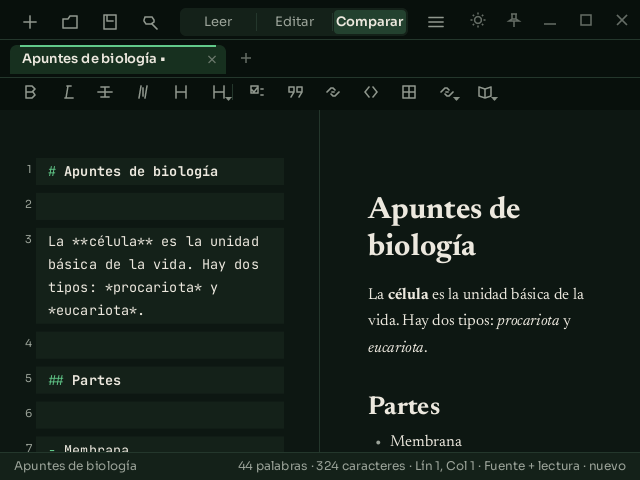 Leer Editar Comparar
Apuntes de biología •
1 # Apuntes de biología
2
3 La **célula** es la unidad
básica de la vida. Hay dos
tipos: *procariota* y
*eucariota*.
4
5 ## Partes
6
7 - Membrana
Apuntes de
biología
La célula es la unidad básica de la
vida. Hay dos tipos: procariota y
eucariota.
Partes
• Membrana
Apuntes de biología 44 palabras · 324 caracteres · Lín 1, Col 1 · Fuente + lectura · nuevo